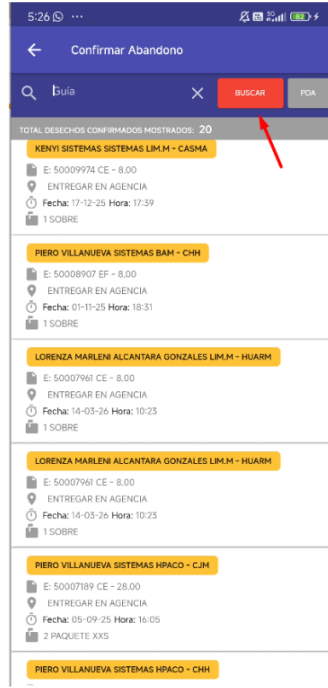 5:26 ···
82
Confirmar Abandono
Guía
BUSCAR
PDA
TOTAL DESECHOS CONFIRMADOS MOSTRADOS: 20
KENYI SISTEMAS SISTEMAS LIM.M - CASMA
E: 50009974 CE - 8.00
ENTREGAR EN AGENCIA
Fecha: 17-12-25 Hora: 17:39
1 SOBRE
PIERO VILLANUEVA SISTEMAS BAM - CHH
E: 50008907 EF - 8.00
ENTREGAR EN AGENCIA
Fecha: 01-11-25 Hora: 18:31
1 SOBRE
LORENZA MARLENI ALCANTARA GONZALES LIM.M - HUARM
E: 50007961 CE - 8.00
ENTREGAR EN AGENCIA
Fecha: 14-03-26 Hora: 10:23
1 SOBRE
LORENZA MARLENI ALCANTARA GONZALES LIM.M - HUARM
E: 50007961 CE - 8.00
ENTREGAR EN AGENCIA
Fecha: 14-03-26 Hora: 10:23
1 SOBRE
PIERO VILLANUEVA SISTEMAS HPACO - CJM
E: 50007189 CE - 28.00
ENTREGAR EN AGENCIA
Fecha: 05-09-25 Hora: 16:05
2 PAQUETE XXS
PIERO VILLANUEVA SISTEMAS HPACO - CHH